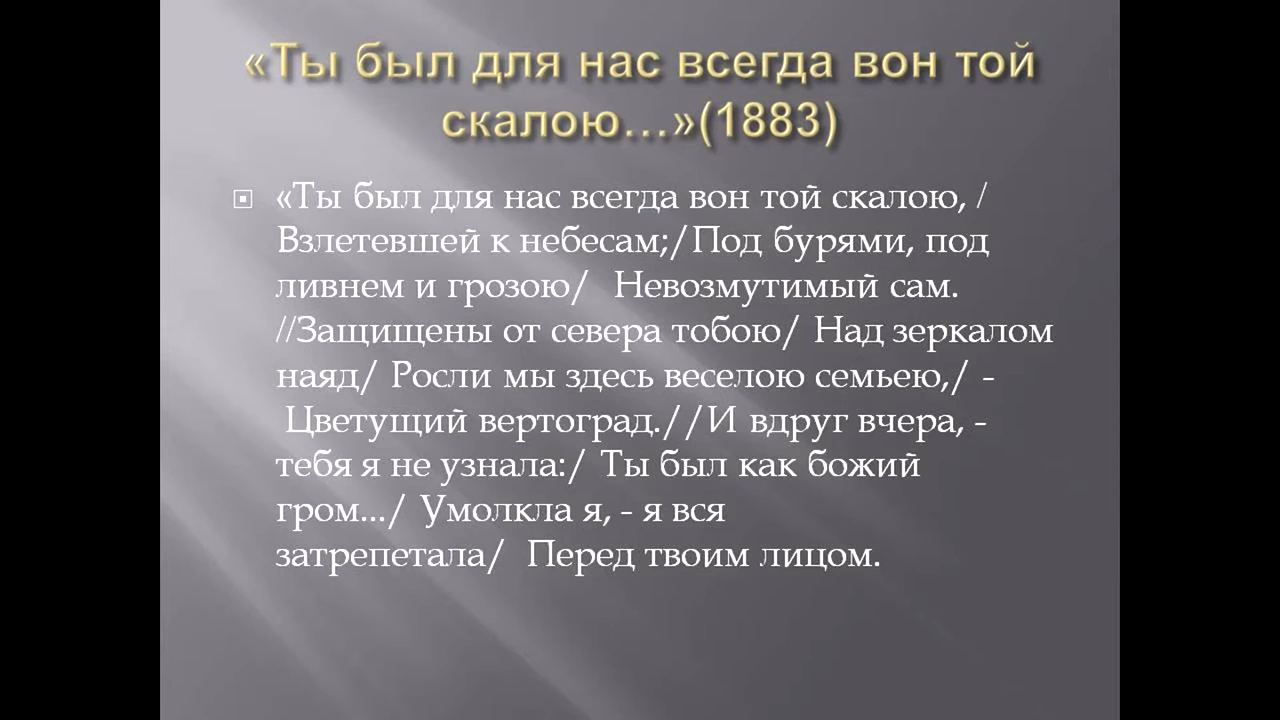 «Ты был для нас всегда вон той
скалою…»(1883)
«Ты был для нас всегда вон той скалою, /
Взлетевшей к небесам;/Под бурями, под
ливнем и грозою/  Невозмутимый сам.
//Защищены от севера тобою/ Над зеркалом
наяд/ Росли мы здесь веселою семьею,/ -
Цветущий вертоград.//И вдруг вчера, -
тебя я не узнала:/ Ты был как божий
гром.../ Умолкла я, - я вся
затрепетала/  Перед твоим лицом.